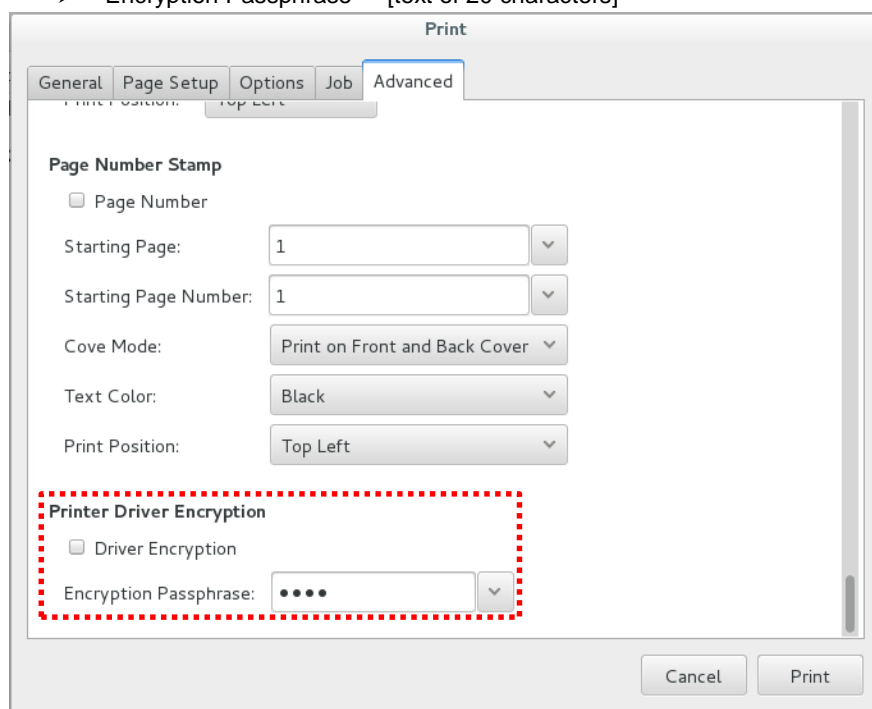 Print
General Page Setup Options Job Advanced
Page Number Stamp
Page Number
Starting Page: 1
Starting Page Number: 1
Cove Mode: Print on Front and Back Cover
Text Color: Black
Print Position: Top Left
Printer Driver Encryption
Driver Encryption
Encryption Passphrase: ••••
Cancel Print